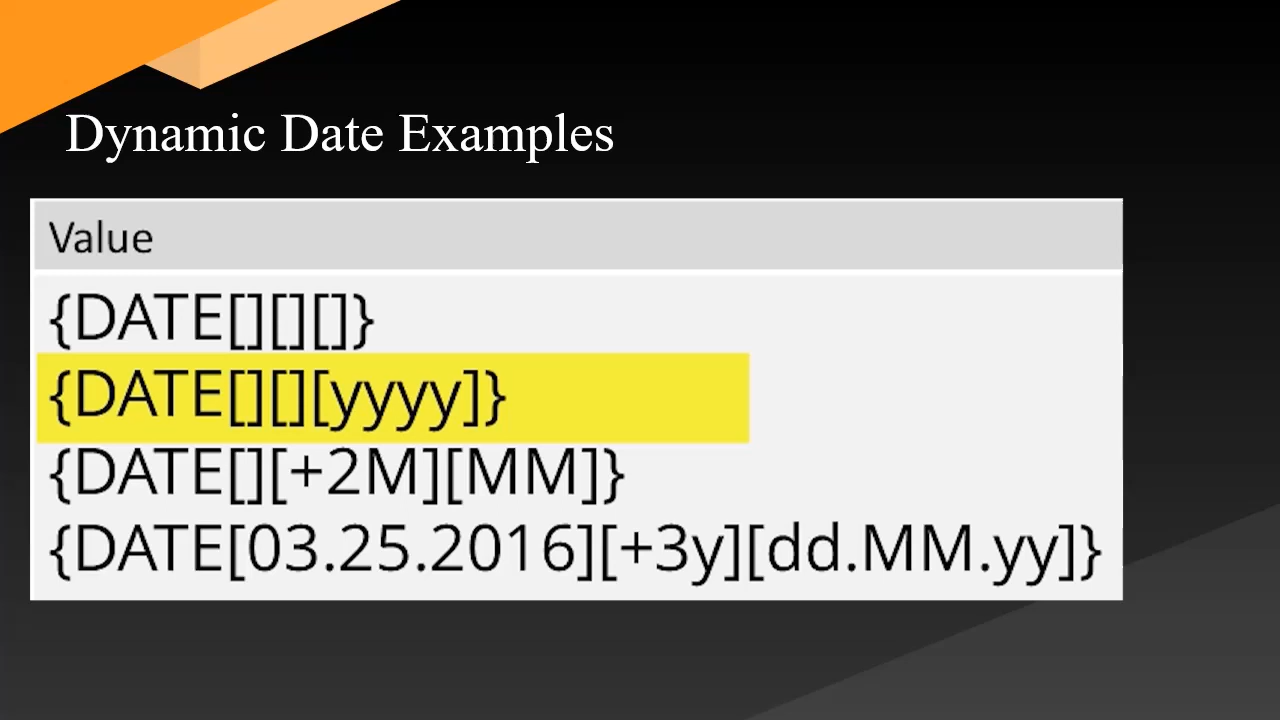 Dynamic Date Examples
Value
{DATE[][][]}
{DATE[][][yyyy]}
{DATE[][+2M][MM]}
{DATE[03.25.2016][+3y][dd.MM.yy]}